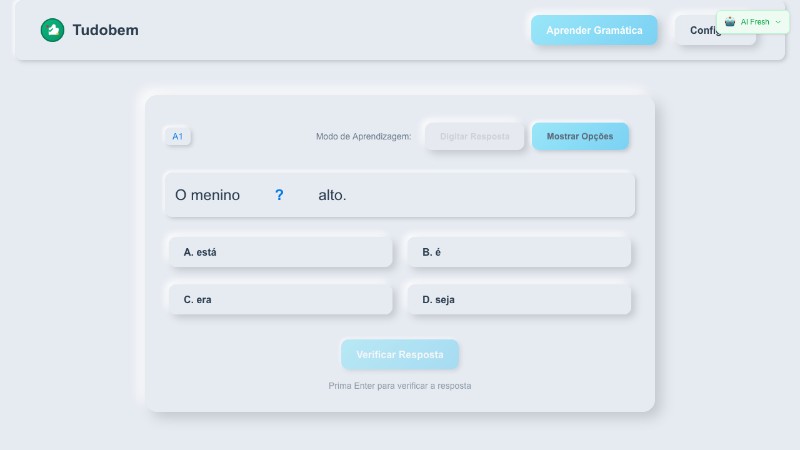 Tudobem
Aprender Gramática
Config
AI Fresh
A1
Modo de Aprendizagem:
Digitar Resposta
Mostrar Opções
O menino ? alto.
A. está
B. é
C. era
D. seja
Verificar Resposta
Prima Enter para verificar a resposta